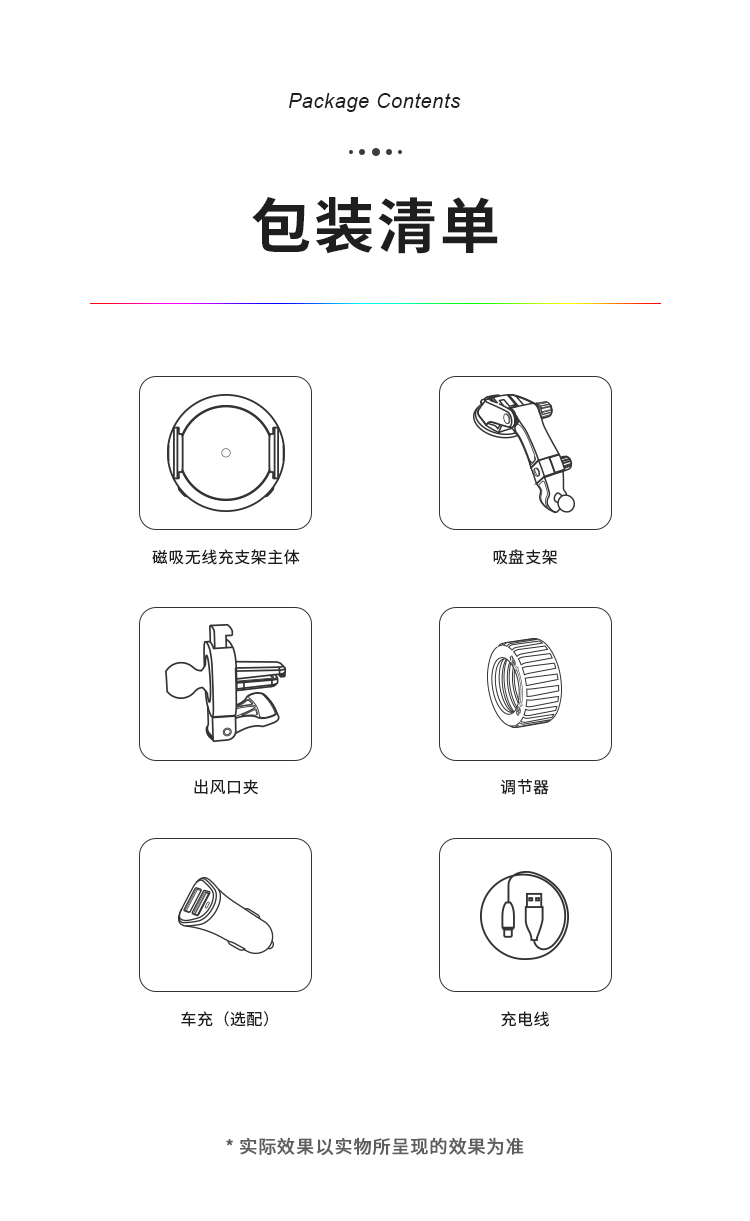 Package Contents
包装清单
磁吸无线充支架主体
吸盘支架
出风口夹
调节器
车充（选配）
充电线
* 实际效果以实物所呈现的效果为准